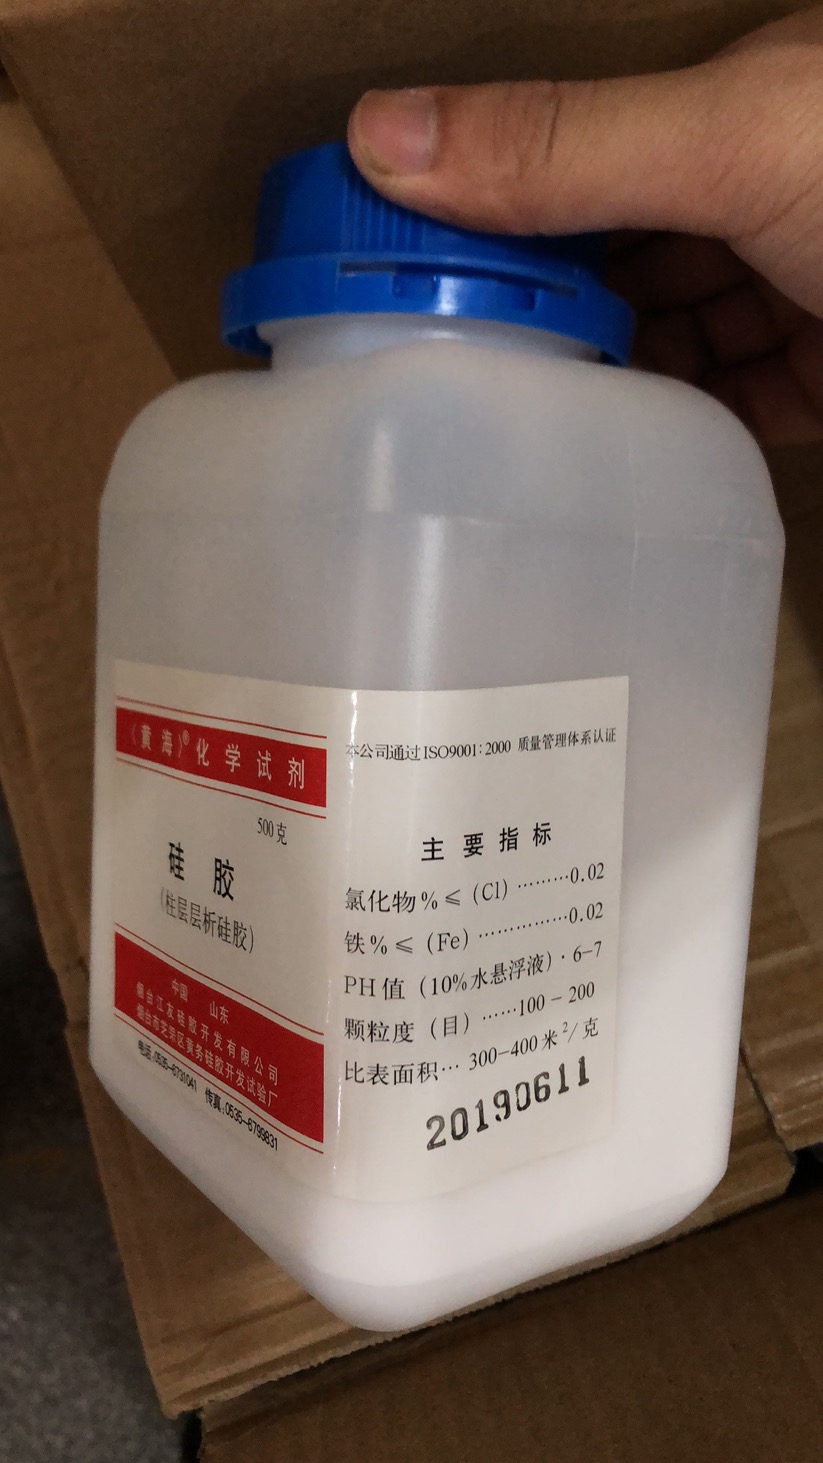 《黄海》® 化学试剂
500克
硅胶
(柱层层析硅胶)
中国 山东
烟台江友硅胶开发有限公司
烟台市芝罘区黄务硅胶开发试验厂
电话:0535-6731041 传真:0535-6799831
本公司通过ISO9001:2000 质量管理体系认证
主要指标
氯化物%≤(Cl)………0.02
铁%≤(Fe)……………0.02
PH值(10%水悬浮液)·6-7
颗粒度(目)……100-200
比表面积…300-400米²/克
20190611